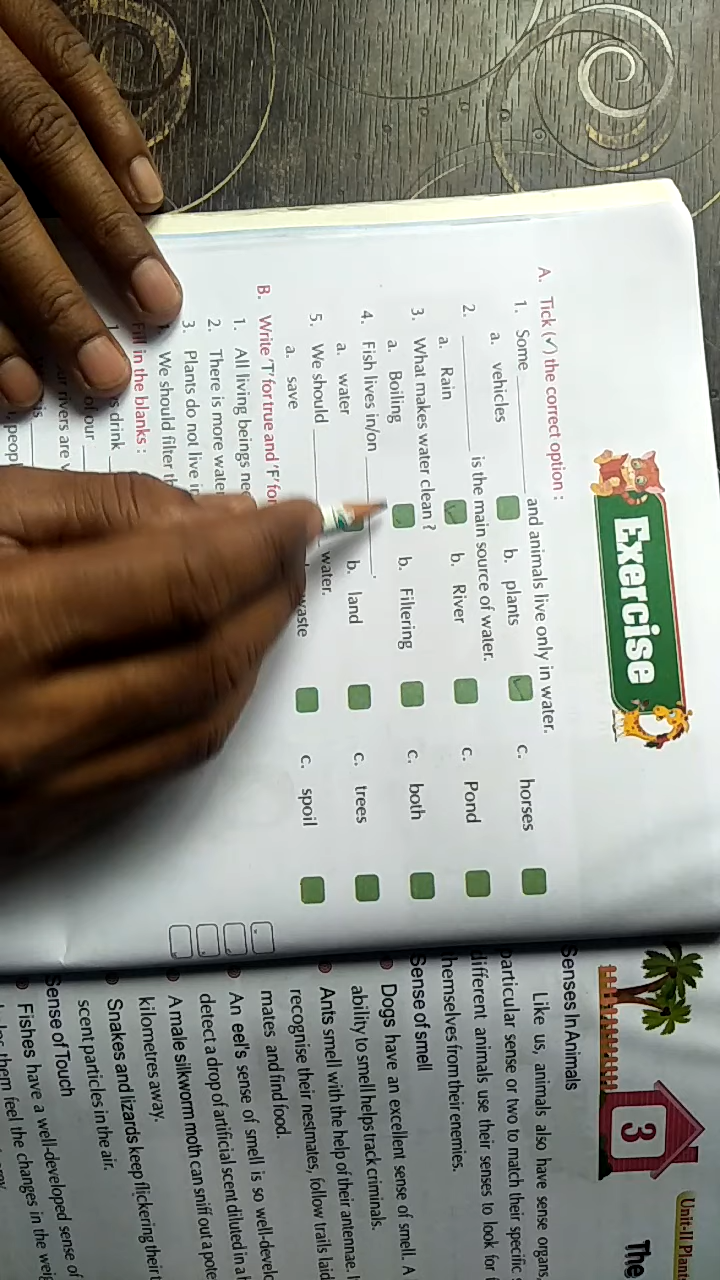 Exercise
A. Tick (✓) the correct option :
1. Some ________ and animals live only in water.
a. vehicles b. plants c. horses
2. ________ is the main source of water.
a. Rain b. River c. Pond
3. What makes water clean ?
a. Boiling b. Filtering c. both
4. Fish lives in/on ________.
a. water b. land c. trees
5. We should ________ water.
a. save waste c. spoil
B. Write 'T' for true and 'F' for
1. All living beings
2. There is more water
3. Plants do not live
We should filter
Fill in the blanks :
drink
of our
rivers are
is
Unit-II
The
3
Senses In Animals
Like us, animals also have sense organs
particular sense or two to match their specific
different animals use their senses to look for
themselves from their enemies.
Sense of smell
Dogs have an excellent sense of smell. A
ability to smell helps track criminals.
Ants smell with the help of their antennae.
recognise their nestmates, follow trails laid
mates and find food.
An eel's sense of smell is so well-devel
detect a drop of artificial scent diluted in a
A male silkworm moth can sniff out a
kilometres away.
Snakes and lizards keep flickering their
scent particles in the air.
Sense of Touch
Fishes have a well-developed sense of
them feel the changes in the